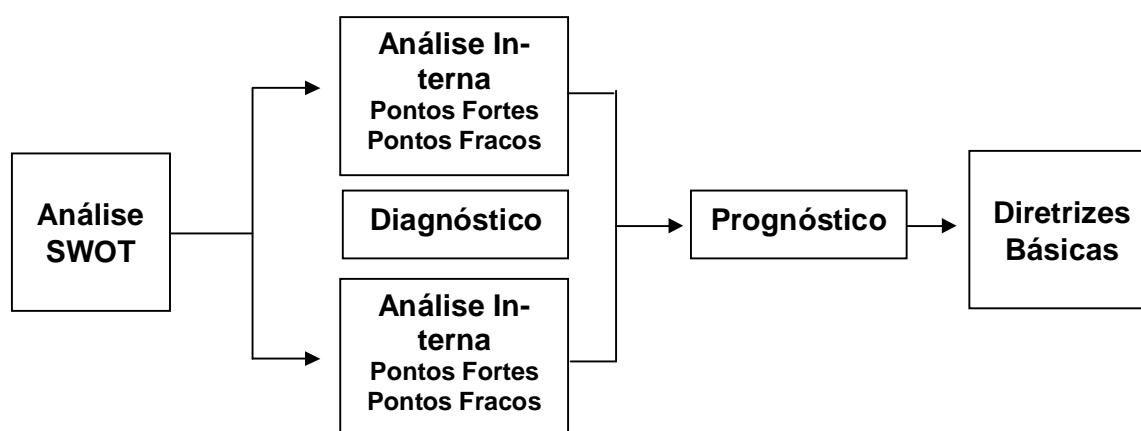 Análise
SWOT
Análise In-
terna
Pontos Fortes
Pontos Fracos
Diagnóstico
Análise In-
terna
Pontos Fortes
Pontos Fracos
Prognóstico
Diretrizes
Básicas